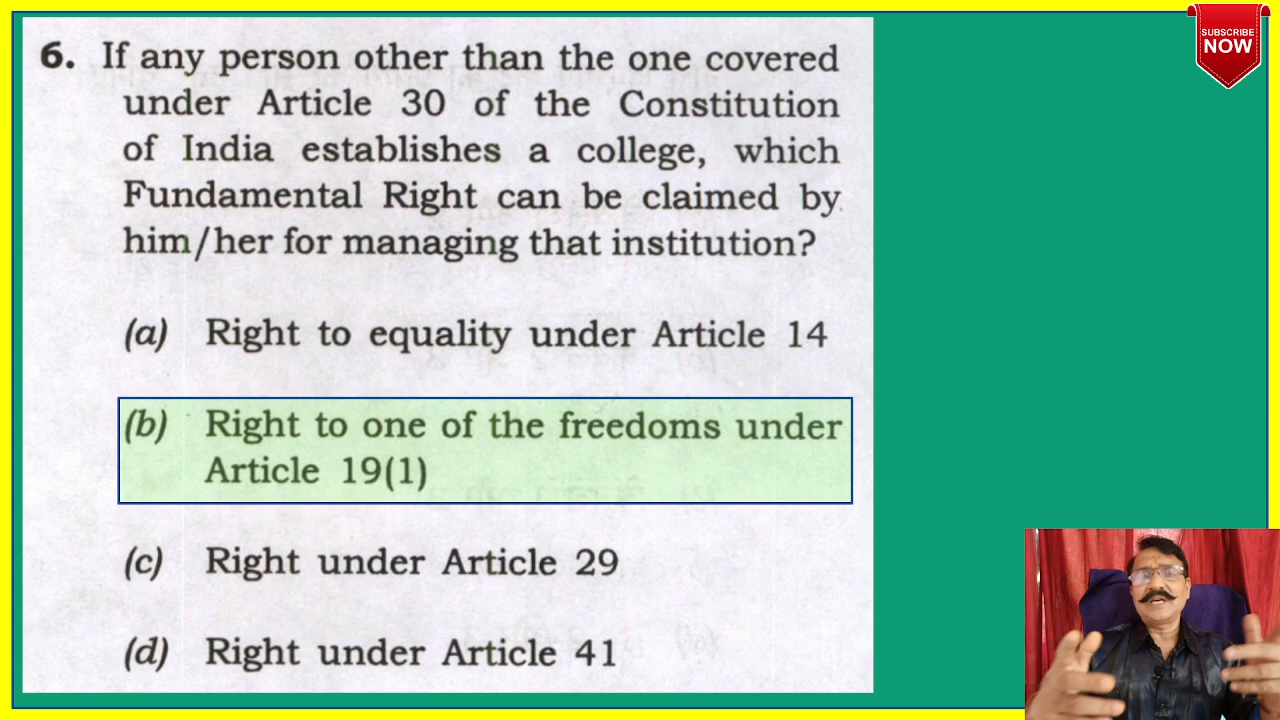 SUBSCRIBE
NOW
6. If any person other than the one covered
under Article 30 of the Constitution
of India establishes a college, which
Fundamental Right can be claimed by
him/her for managing that institution?
(a) Right to equality under Article 14
(b) Right to one of the freedoms under
Article 19(1)
(c) Right under Article 29
(d) Right under Article 41